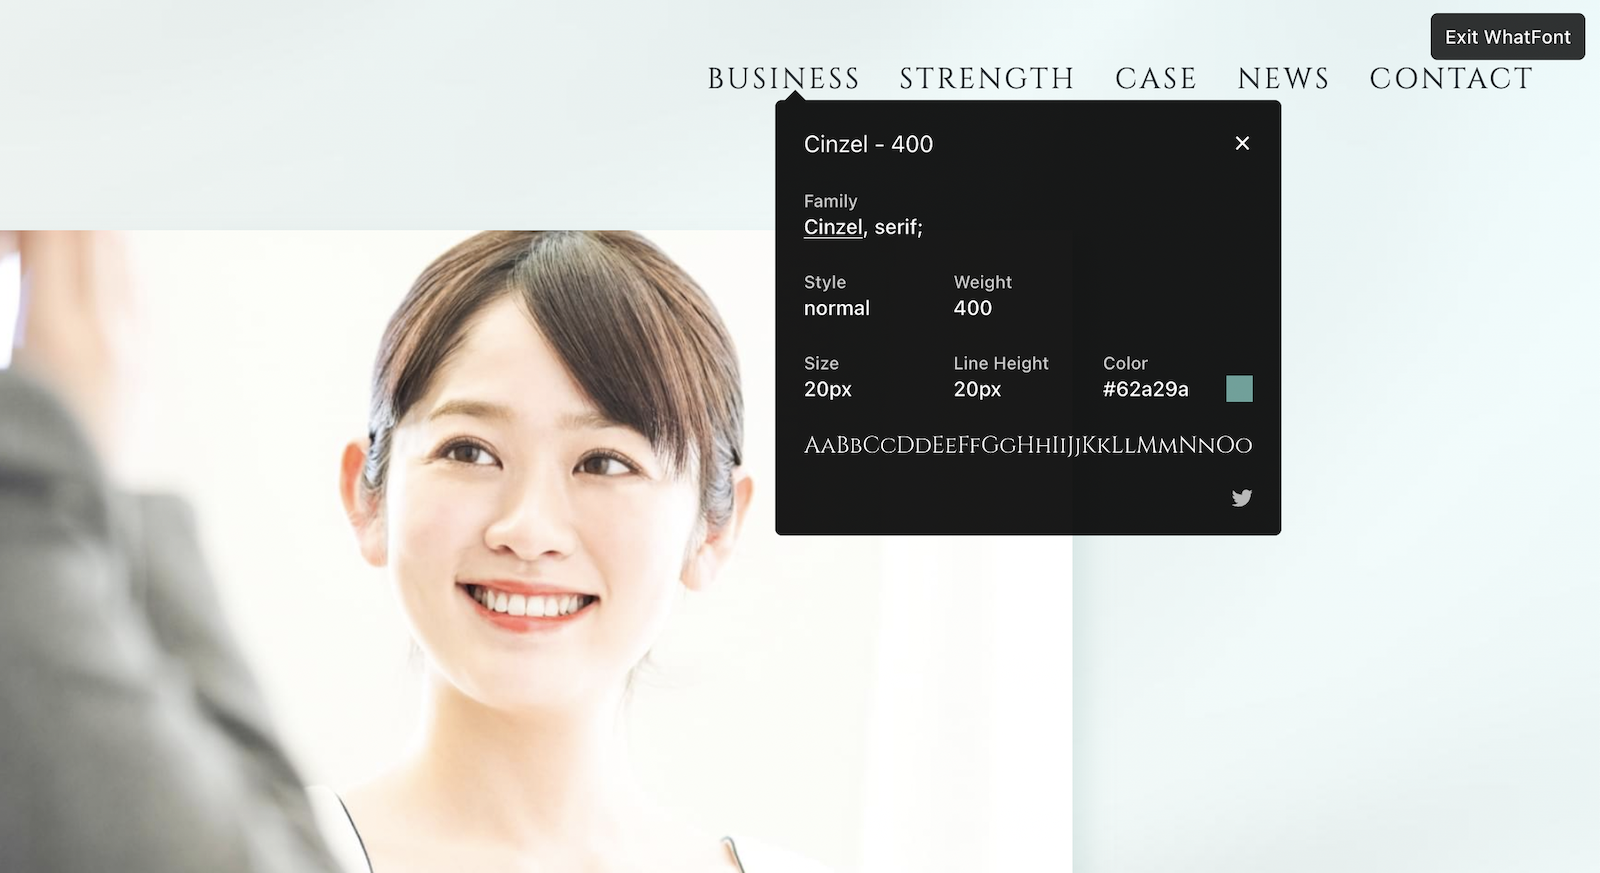 Exit WhatFont
BUSINESS STRENGTH CASE NEWS CONTACT
Cinzel - 400 ×
Family
Cinzel, serif;
Style Weight
normal 400
Size Line Height Color
20px 20px #62a29a
AaBbCcDdEeFfGgHhIiJjKkLlMmNnOo